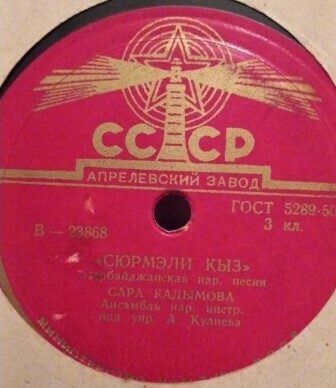 СССР
АПРЕЛЕВСКИЙ ЗАВОД
ГОСТ 5289-50
В — 23868
3 кл.
«СЮРМЭЛИ КЫЗ»
Азербайджанская нар. песня
САРА КАДЫМОВА
Ансамбль нар. инстр.
под упр. А. Кулиева